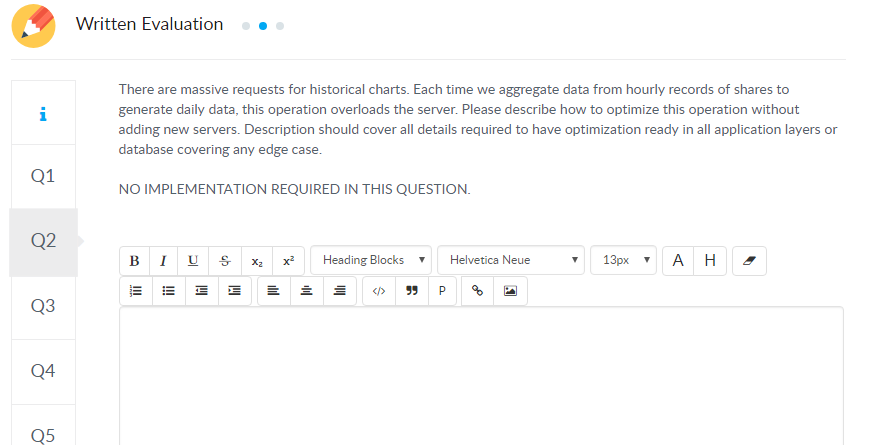 Written Evaluation
There are massive requests for historical charts. Each time we aggregate data from hourly records of shares to
generate daily data, this operation overloads the server. Please describe how to optimize this operation without
adding new servers. Description should cover all details required to have optimization ready in all application layers or
database covering any edge case.
NO IMPLEMENTATION REQUIRED IN THIS QUESTION.
i
Q1
Q2
Q3
Q4
Q5
B I U S x₂ x² Heading Blocks Helvetica Neue 13px A H
</> " P